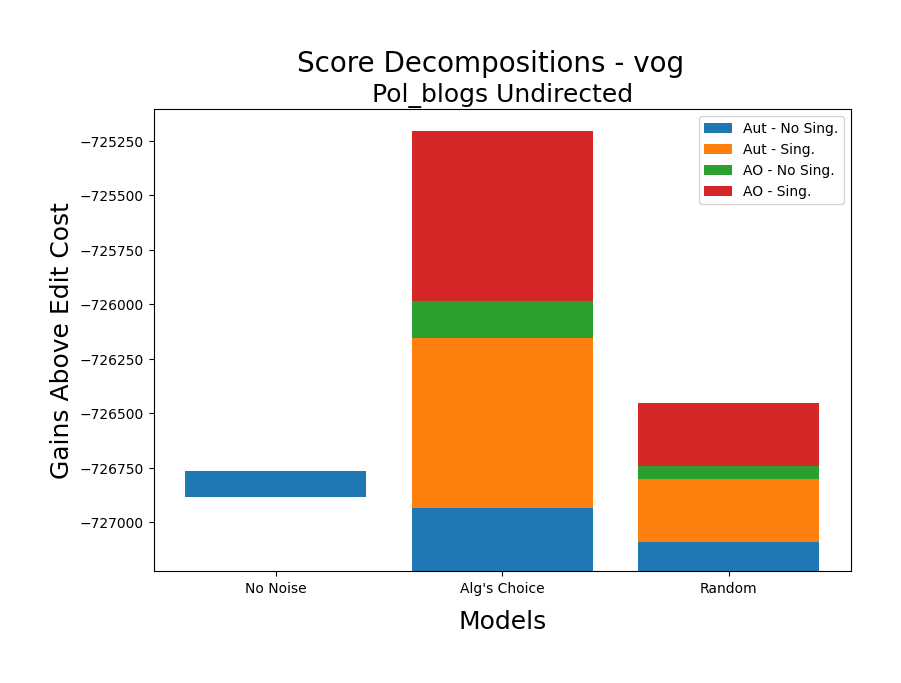 Score Decompositions - vog
Pol_blogs Undirected
Aut - No Sing.
Aut - Sing.
AO - No Sing.
AO - Sing.
Gains Above Edit Cost
−725250
−725500
−725750
−726000
−726250
−726500
−726750
−727000
No Noise
Alg's Choice
Random
Models